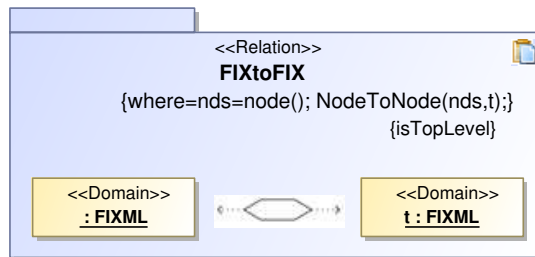 <<Relation>>
FIXtoFIX
{where=nds=node(); NodeToNode(nds,t);}
{isTopLevel}
<<Domain>> <<Domain>>
: FIXML t : FIXML